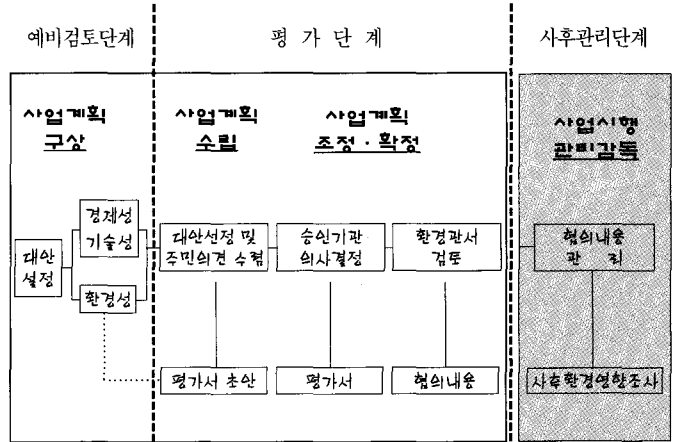 예비검토단계
평 가 단 계
사후관리단계
사업계획
구상
사업계획
수립
사업계획
조정 · 확정
사업시행
관리감독
대안
설정
경제성
기술성
환경성
대안선정 및
주민의견 수렴
승인기관
의사결정
환경관서
검토
협의내용
관 리
평가서 초안
평가서
협의내용
사후환경영향조사